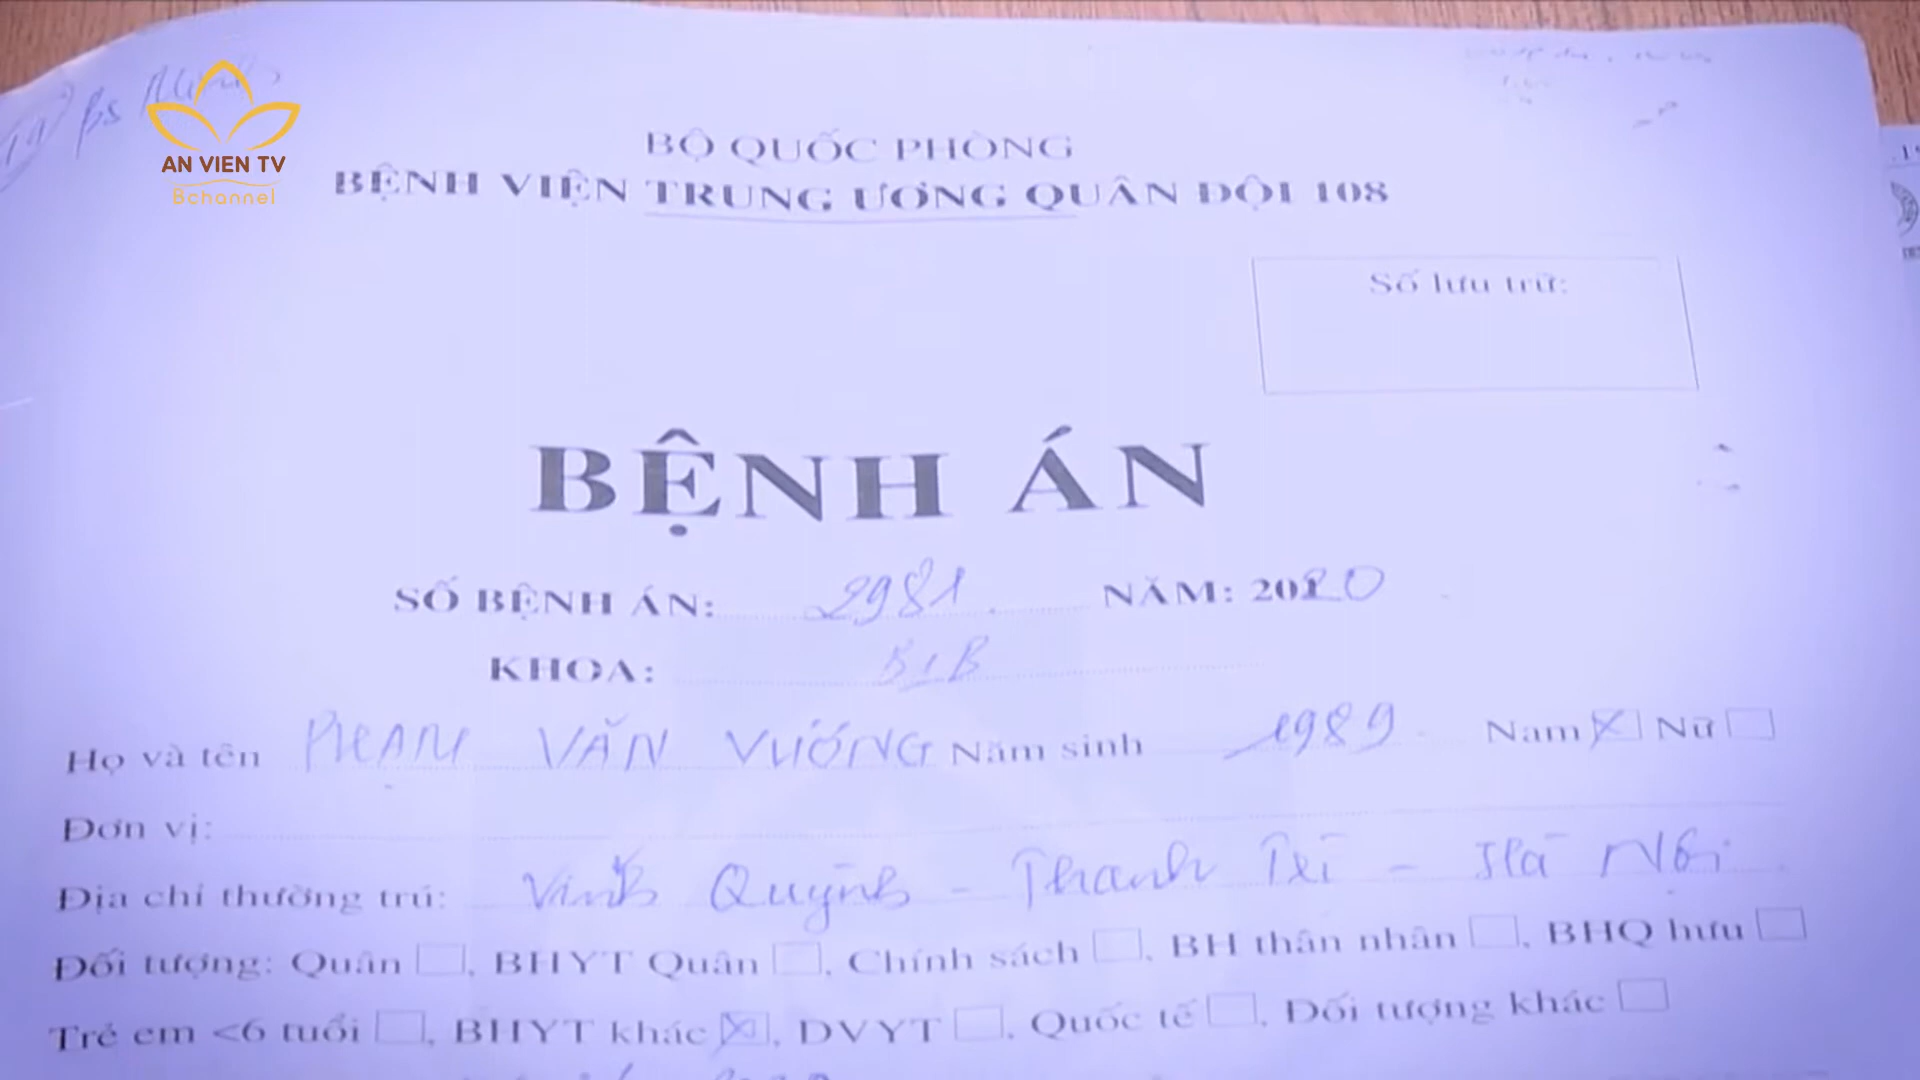 BS
AN VIEN TV
Bchannel
BỘ QUỐC PHÒNG
BỆNH VIỆN TRUNG ƯƠNG QUÂN ĐỘI 108
Số lưu trữ:
BỆNH ÁN
SỐ BỆNH ÁN: 2981 NĂM: 2020
KHOA: B1B
Họ và tên PHẠM VĂN VƯƠNG Năm sinh 1989 Nam Nữ
Đơn vị:
Địa chỉ thường trú: Vĩnh Quỳnh - Thanh Trì - Hà Nội
Đối tượng: Quân , BHYT Quân , Chính sách , BH thân nhân , BHQ hưu
Trẻ em <6 tuổi , BHYT khác , DVYT , Quốc tế , Đối tượng khác